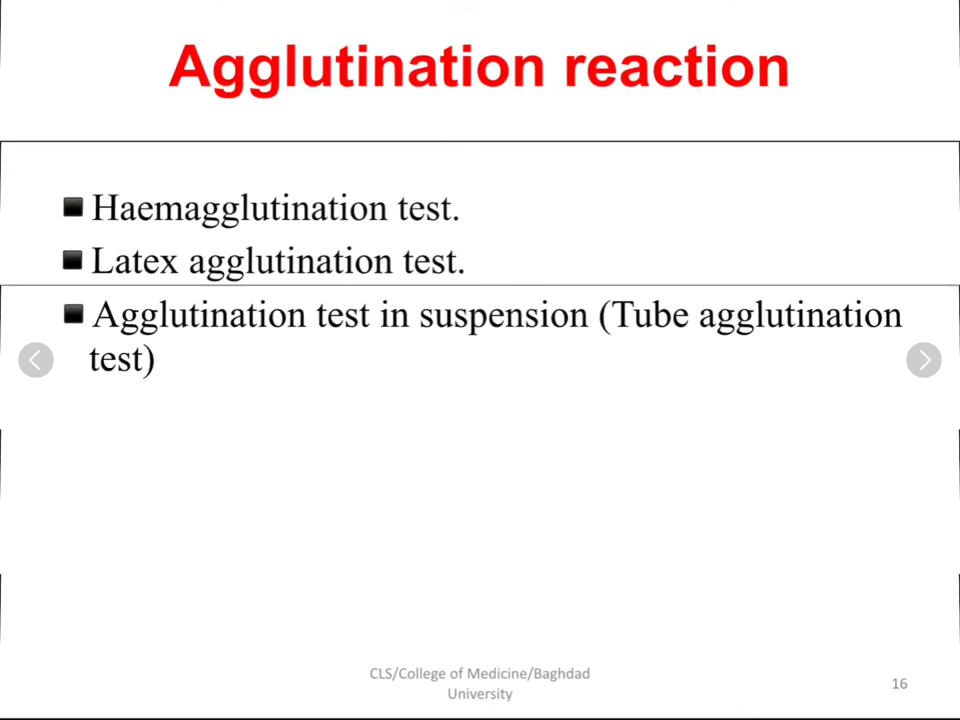 Agglutination reaction
Haemagglutination test.
Latex agglutination test.
Agglutination test in suspension (Tube agglutination
test)
CLS/College of Medicine/Baghdad
University
16